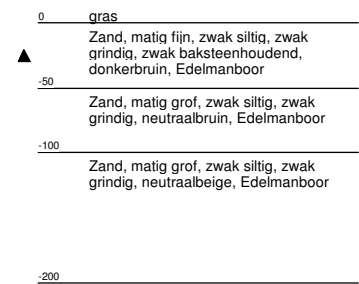 0 gras
Zand, matig fijn, zwak siltig, zwak
grindig, zwak baksteenhoudend,
donkerbruin, Edelmanboor
-50
Zand, matig grof, zwak siltig, zwak
grindig, neutraalbruin, Edelmanboor
-100
Zand, matig grof, zwak siltig, zwak
grindig, neutraalbeige, Edelmanboor
-200